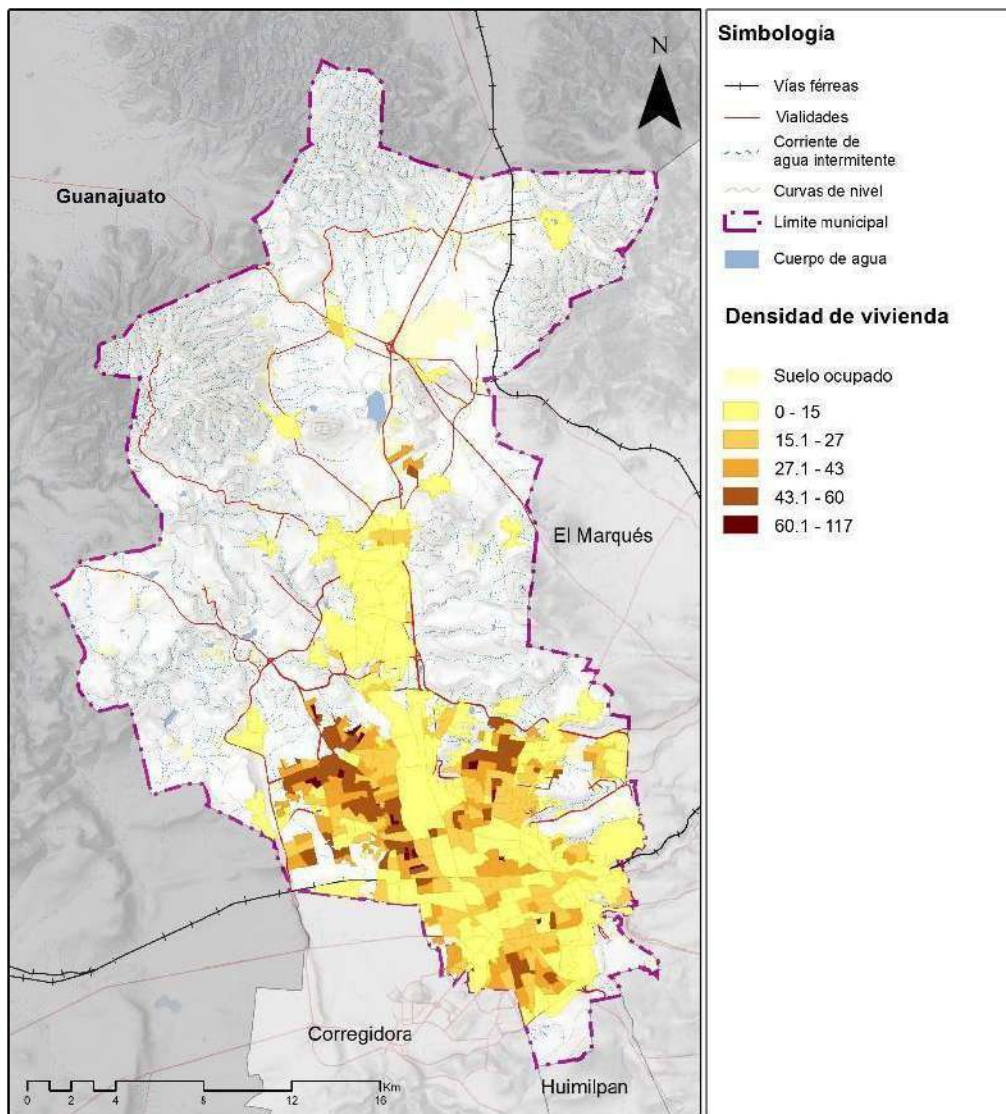 N
Guanajuato
El Marqués
Corregidora
Huimilpan
Km
0 2 4 8 12 16
Simbología
Vías férreas
Vialidades
Corriente de
agua intermitente
Curvas de nivel
Límite municipal
Cuerpo de agua
Densidad de vivienda
Suelo ocupado
0 - 15
15.1 - 27
27.1 - 43
43.1 - 60
60.1 - 117